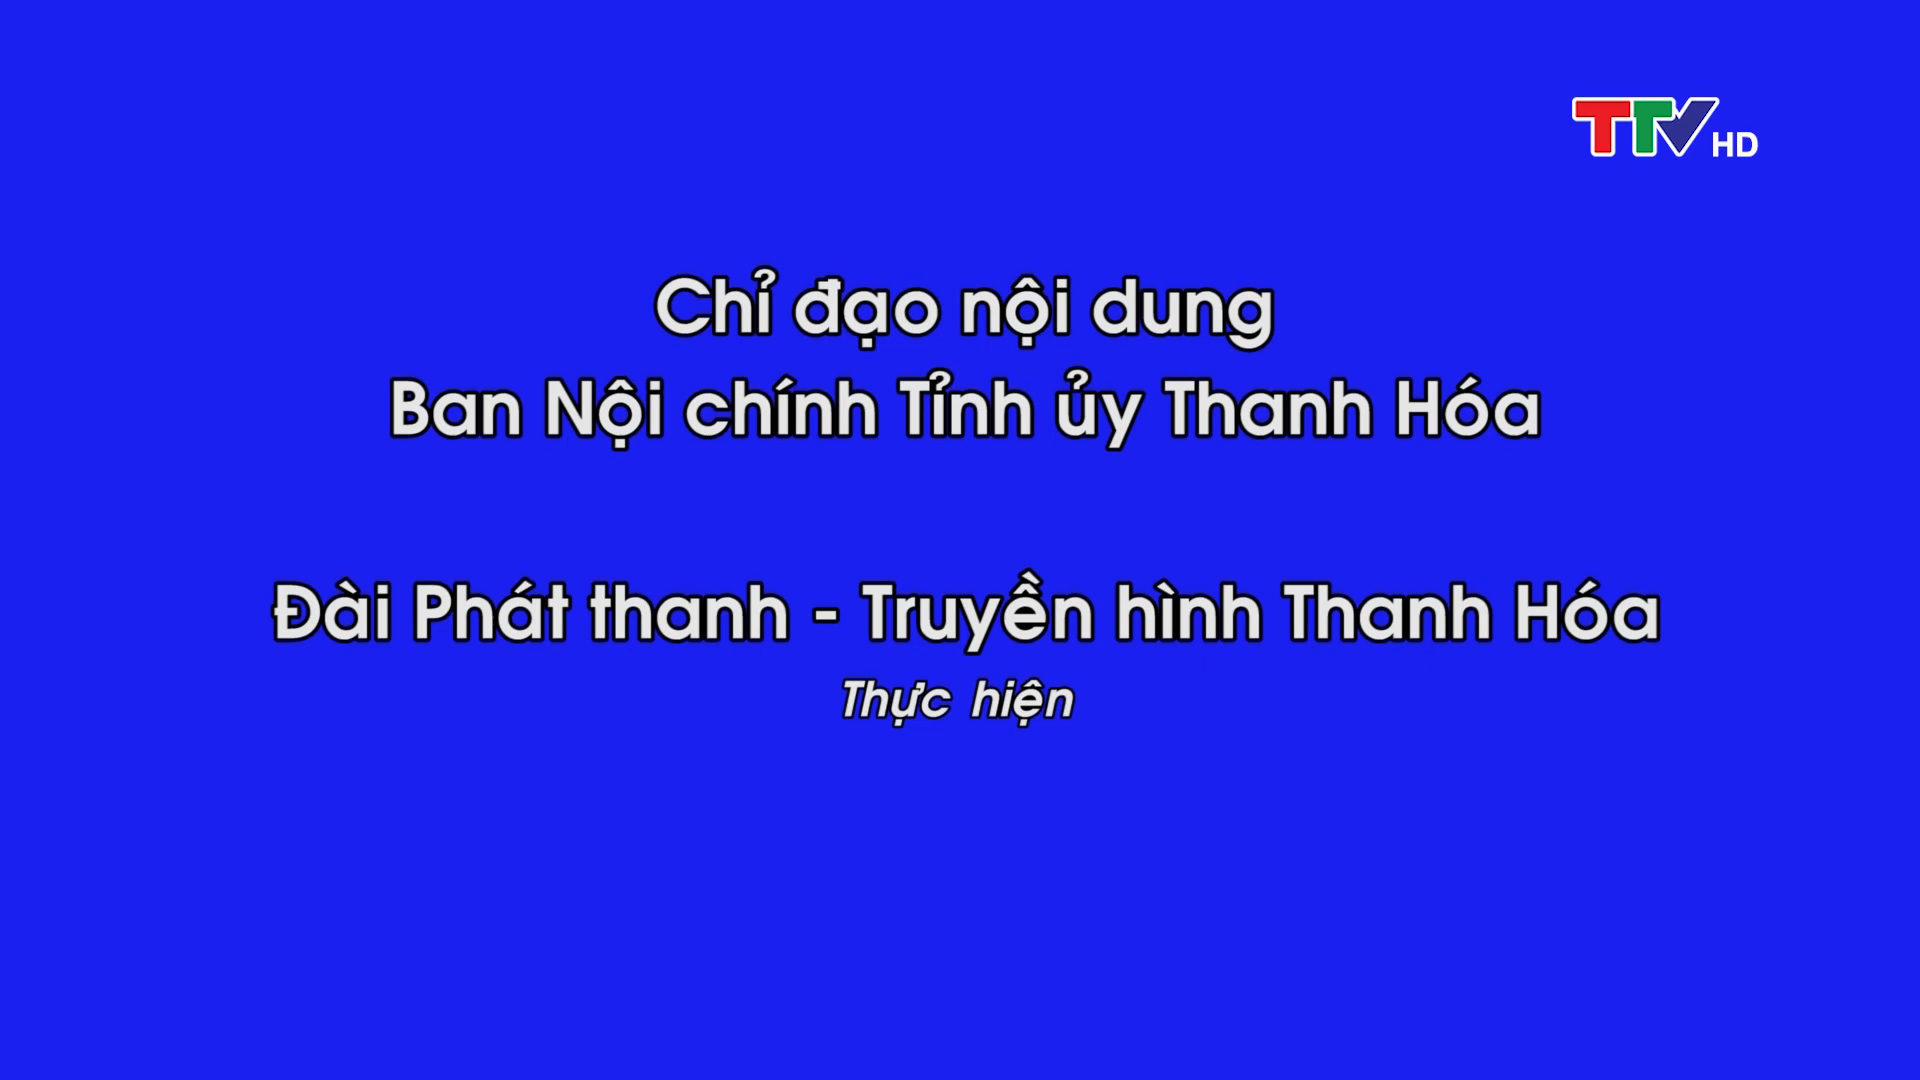 TTV HD
Chỉ đạo nội dung
Ban Nội chính Tỉnh ủy Thanh Hóa
Đài Phát thanh - Truyền hình Thanh Hóa
Thực hiện